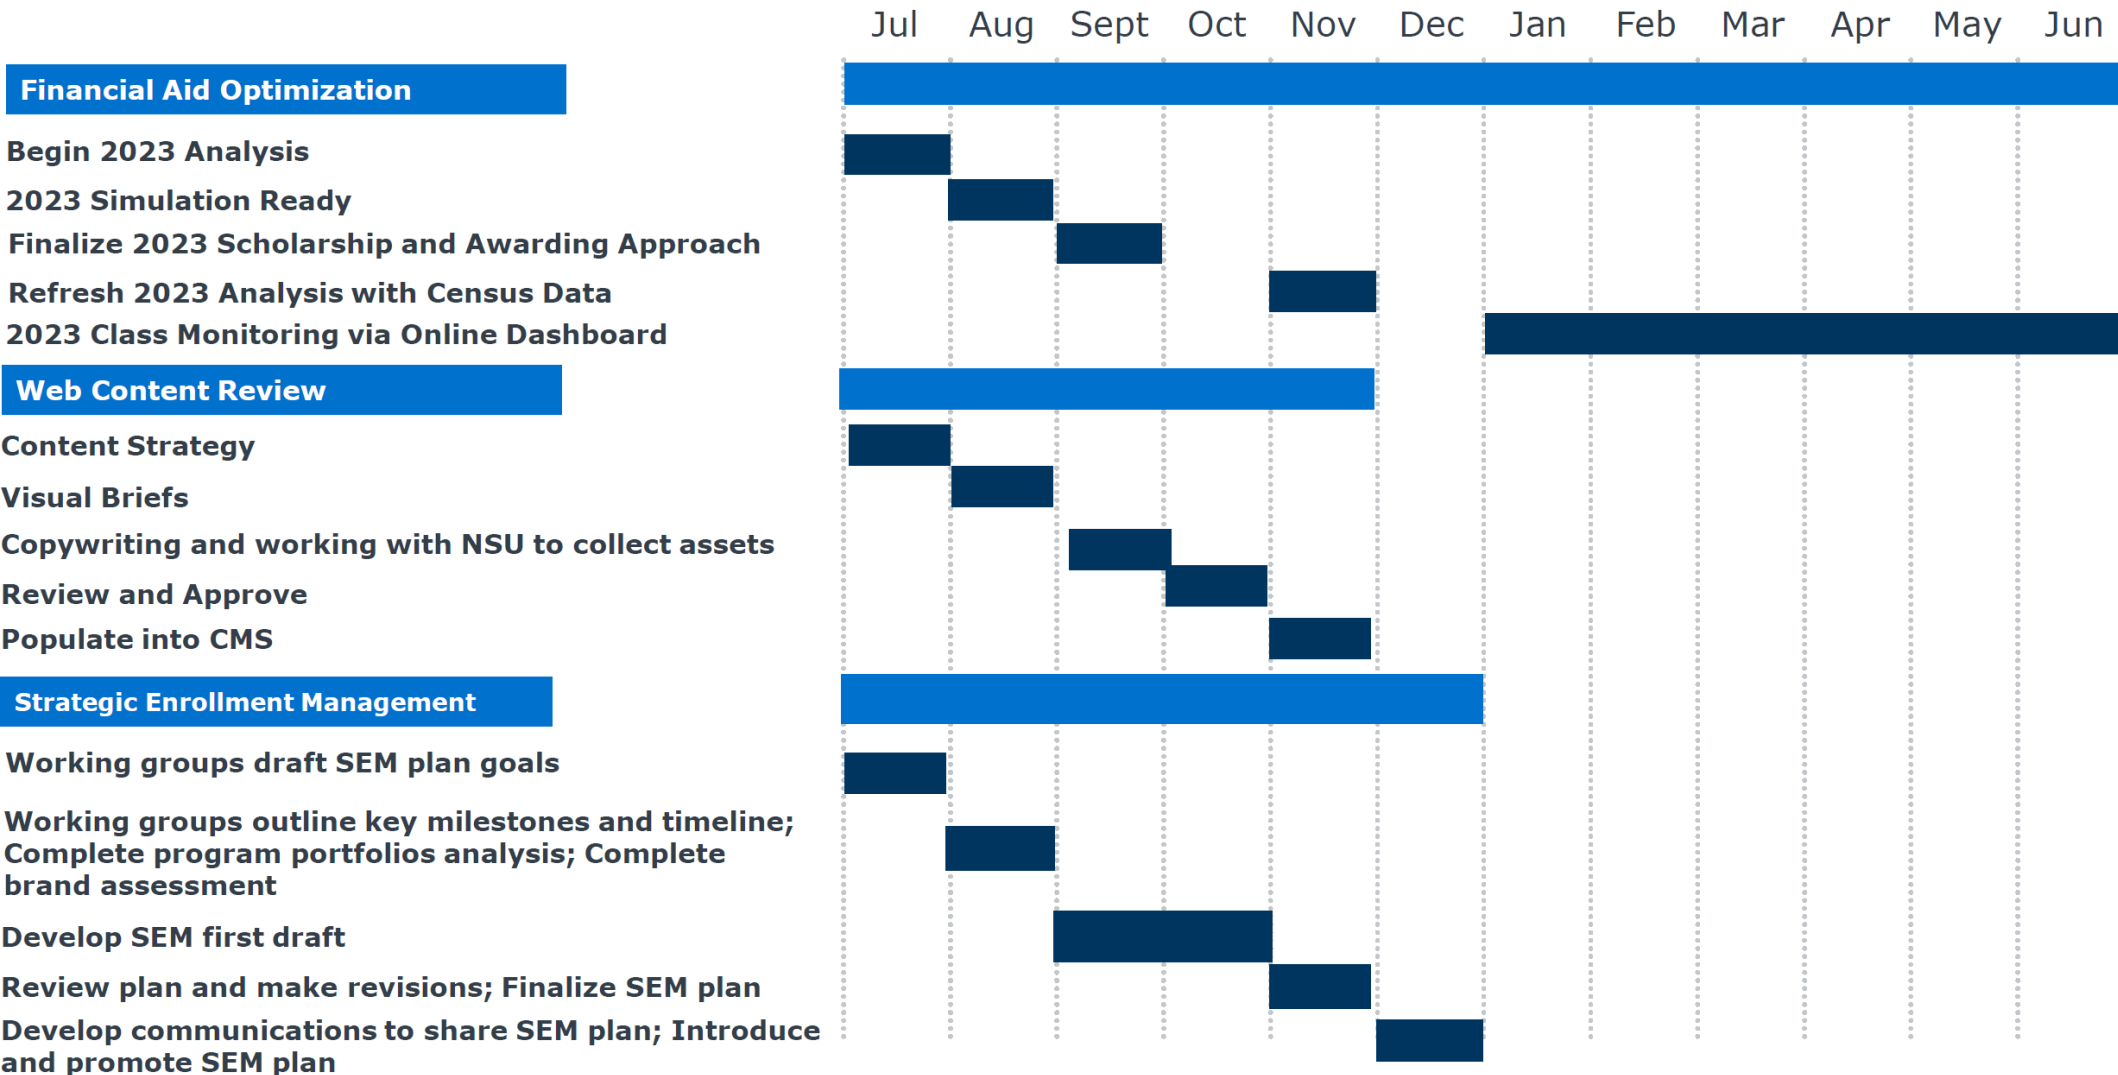 Jul Aug Sept Oct Nov Dec Jan Feb Mar Apr May Jun
Financial Aid Optimization
Begin 2023 Analysis
2023 Simulation Ready
Finalize 2023 Scholarship and Awarding Approach
Refresh 2023 Analysis with Census Data
2023 Class Monitoring via Online Dashboard
Web Content Review
Content Strategy
Visual Briefs
Copywriting and working with NSU to collect assets
Review and Approve
Populate into CMS
Strategic Enrollment Management
Working groups draft SEM plan goals
Working groups outline key milestones and timeline;
Complete program portfolios analysis; Complete
brand assessment
Develop SEM first draft
Review plan and make revisions; Finalize SEM plan
Develop communications to share SEM plan; Introduce
and promote SEM plan